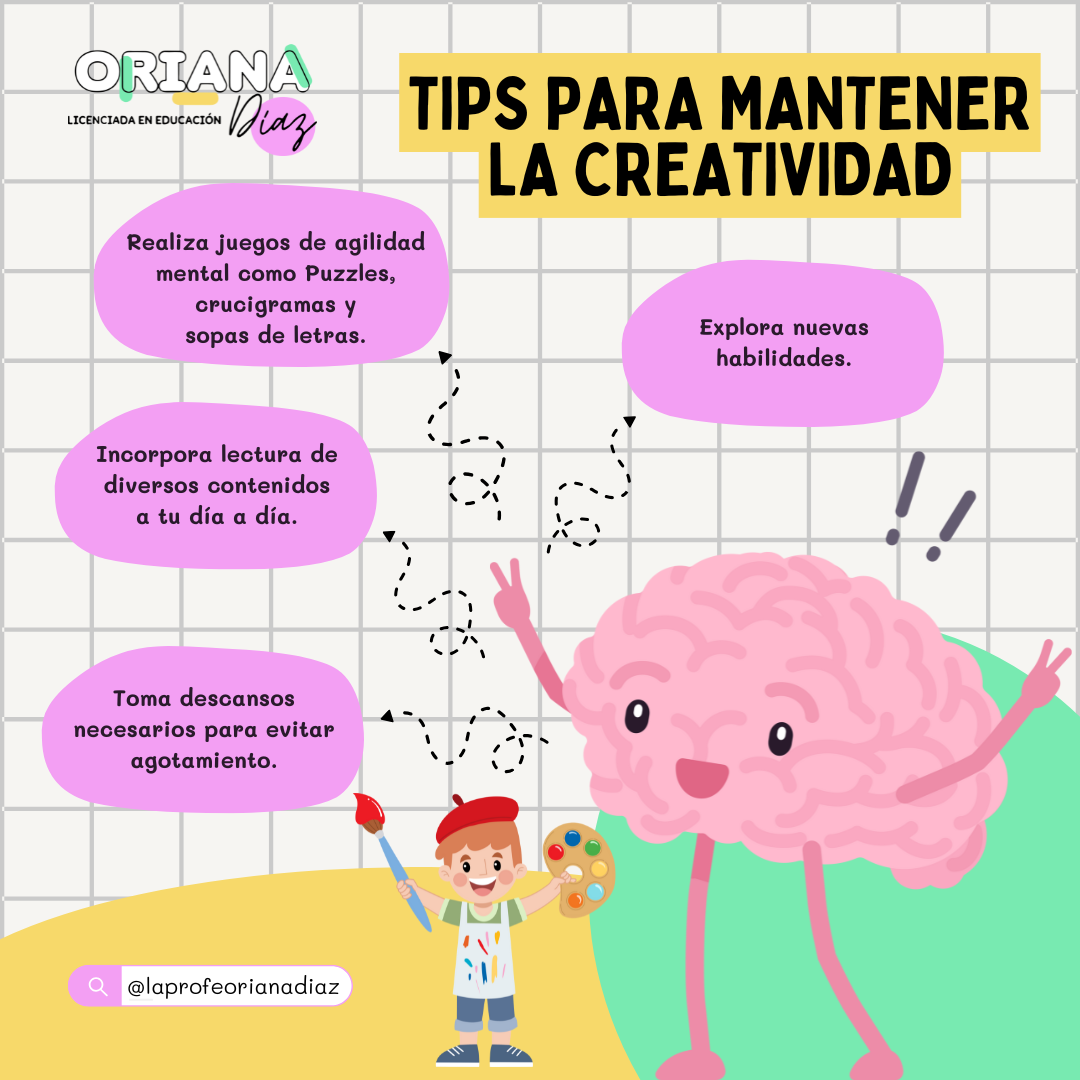 ORIANA
LICENCIADA EN EDUCACIÓN Díaz
TIPS PARA MANTENER
LA CREATIVIDAD
Realiza juegos de agilidad
mental como Puzzles,
crucigramas y
sopas de letras.
Explora nuevas
habilidades.
Incorpora lectura de
diversos contenidos
a tu día a día.
Toma descansos
necesarios para evitar
agotamiento.
@laprofeorianadiaz